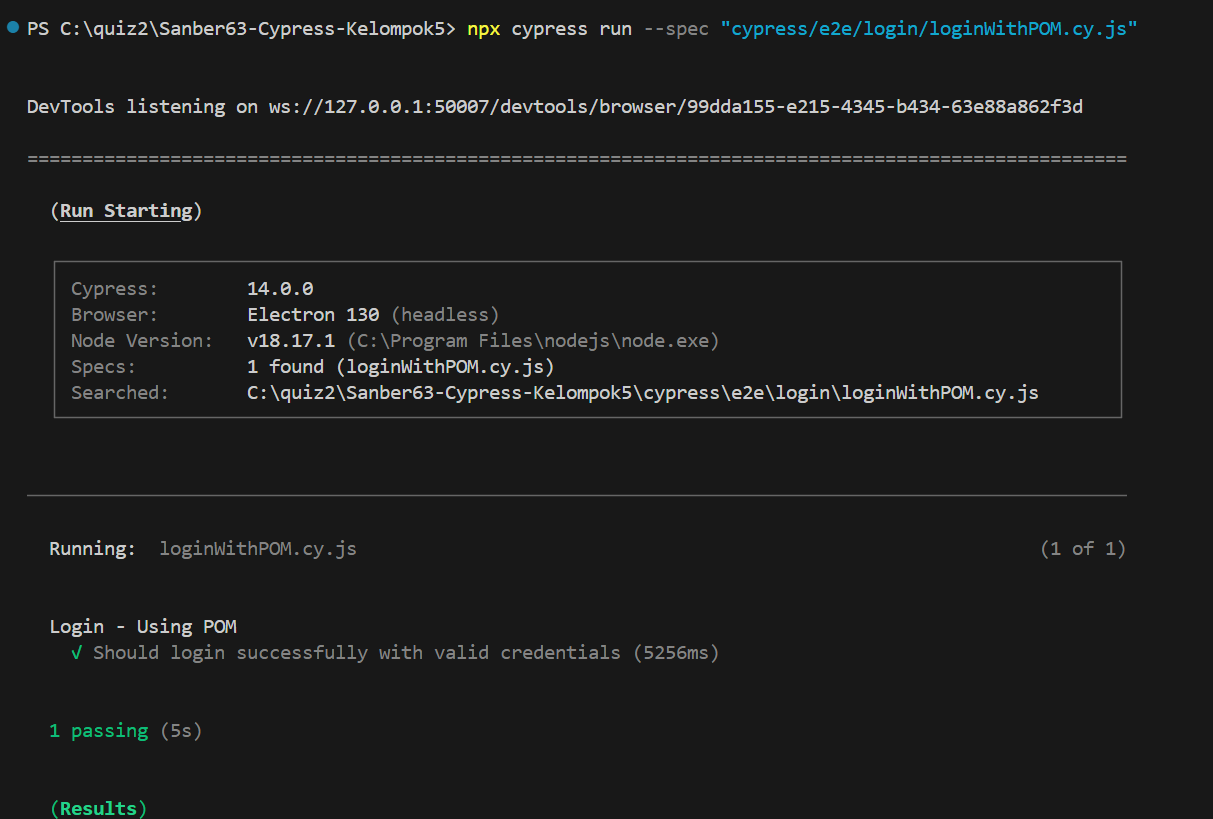 PS C:\quiz2\Sanber63-Cypress-Kelompok5> npx cypress run --spec "cypress/e2e/login/loginWithPOM.cy.js"
DevTools listening on ws://127.0.0.1:50007/devtools/browser/99dda155-e215-4345-b434-63e88a862f3d
====================================================================================================
(Run Starting)
Cypress: 14.0.0
Browser: Electron 130 (headless)
Node Version: v18.17.1 (C:\Program Files\nodejs\node.exe)
Specs: 1 found (loginWithPOM.cy.js)
Searched: C:\quiz2\Sanber63-Cypress-Kelompok5\cypress\e2e\login\loginWithPOM.cy.js
Running: loginWithPOM.cy.js (1 of 1)
Login - Using POM
√ Should login successfully with valid credentials (5256ms)
1 passing (5s)
(Results)